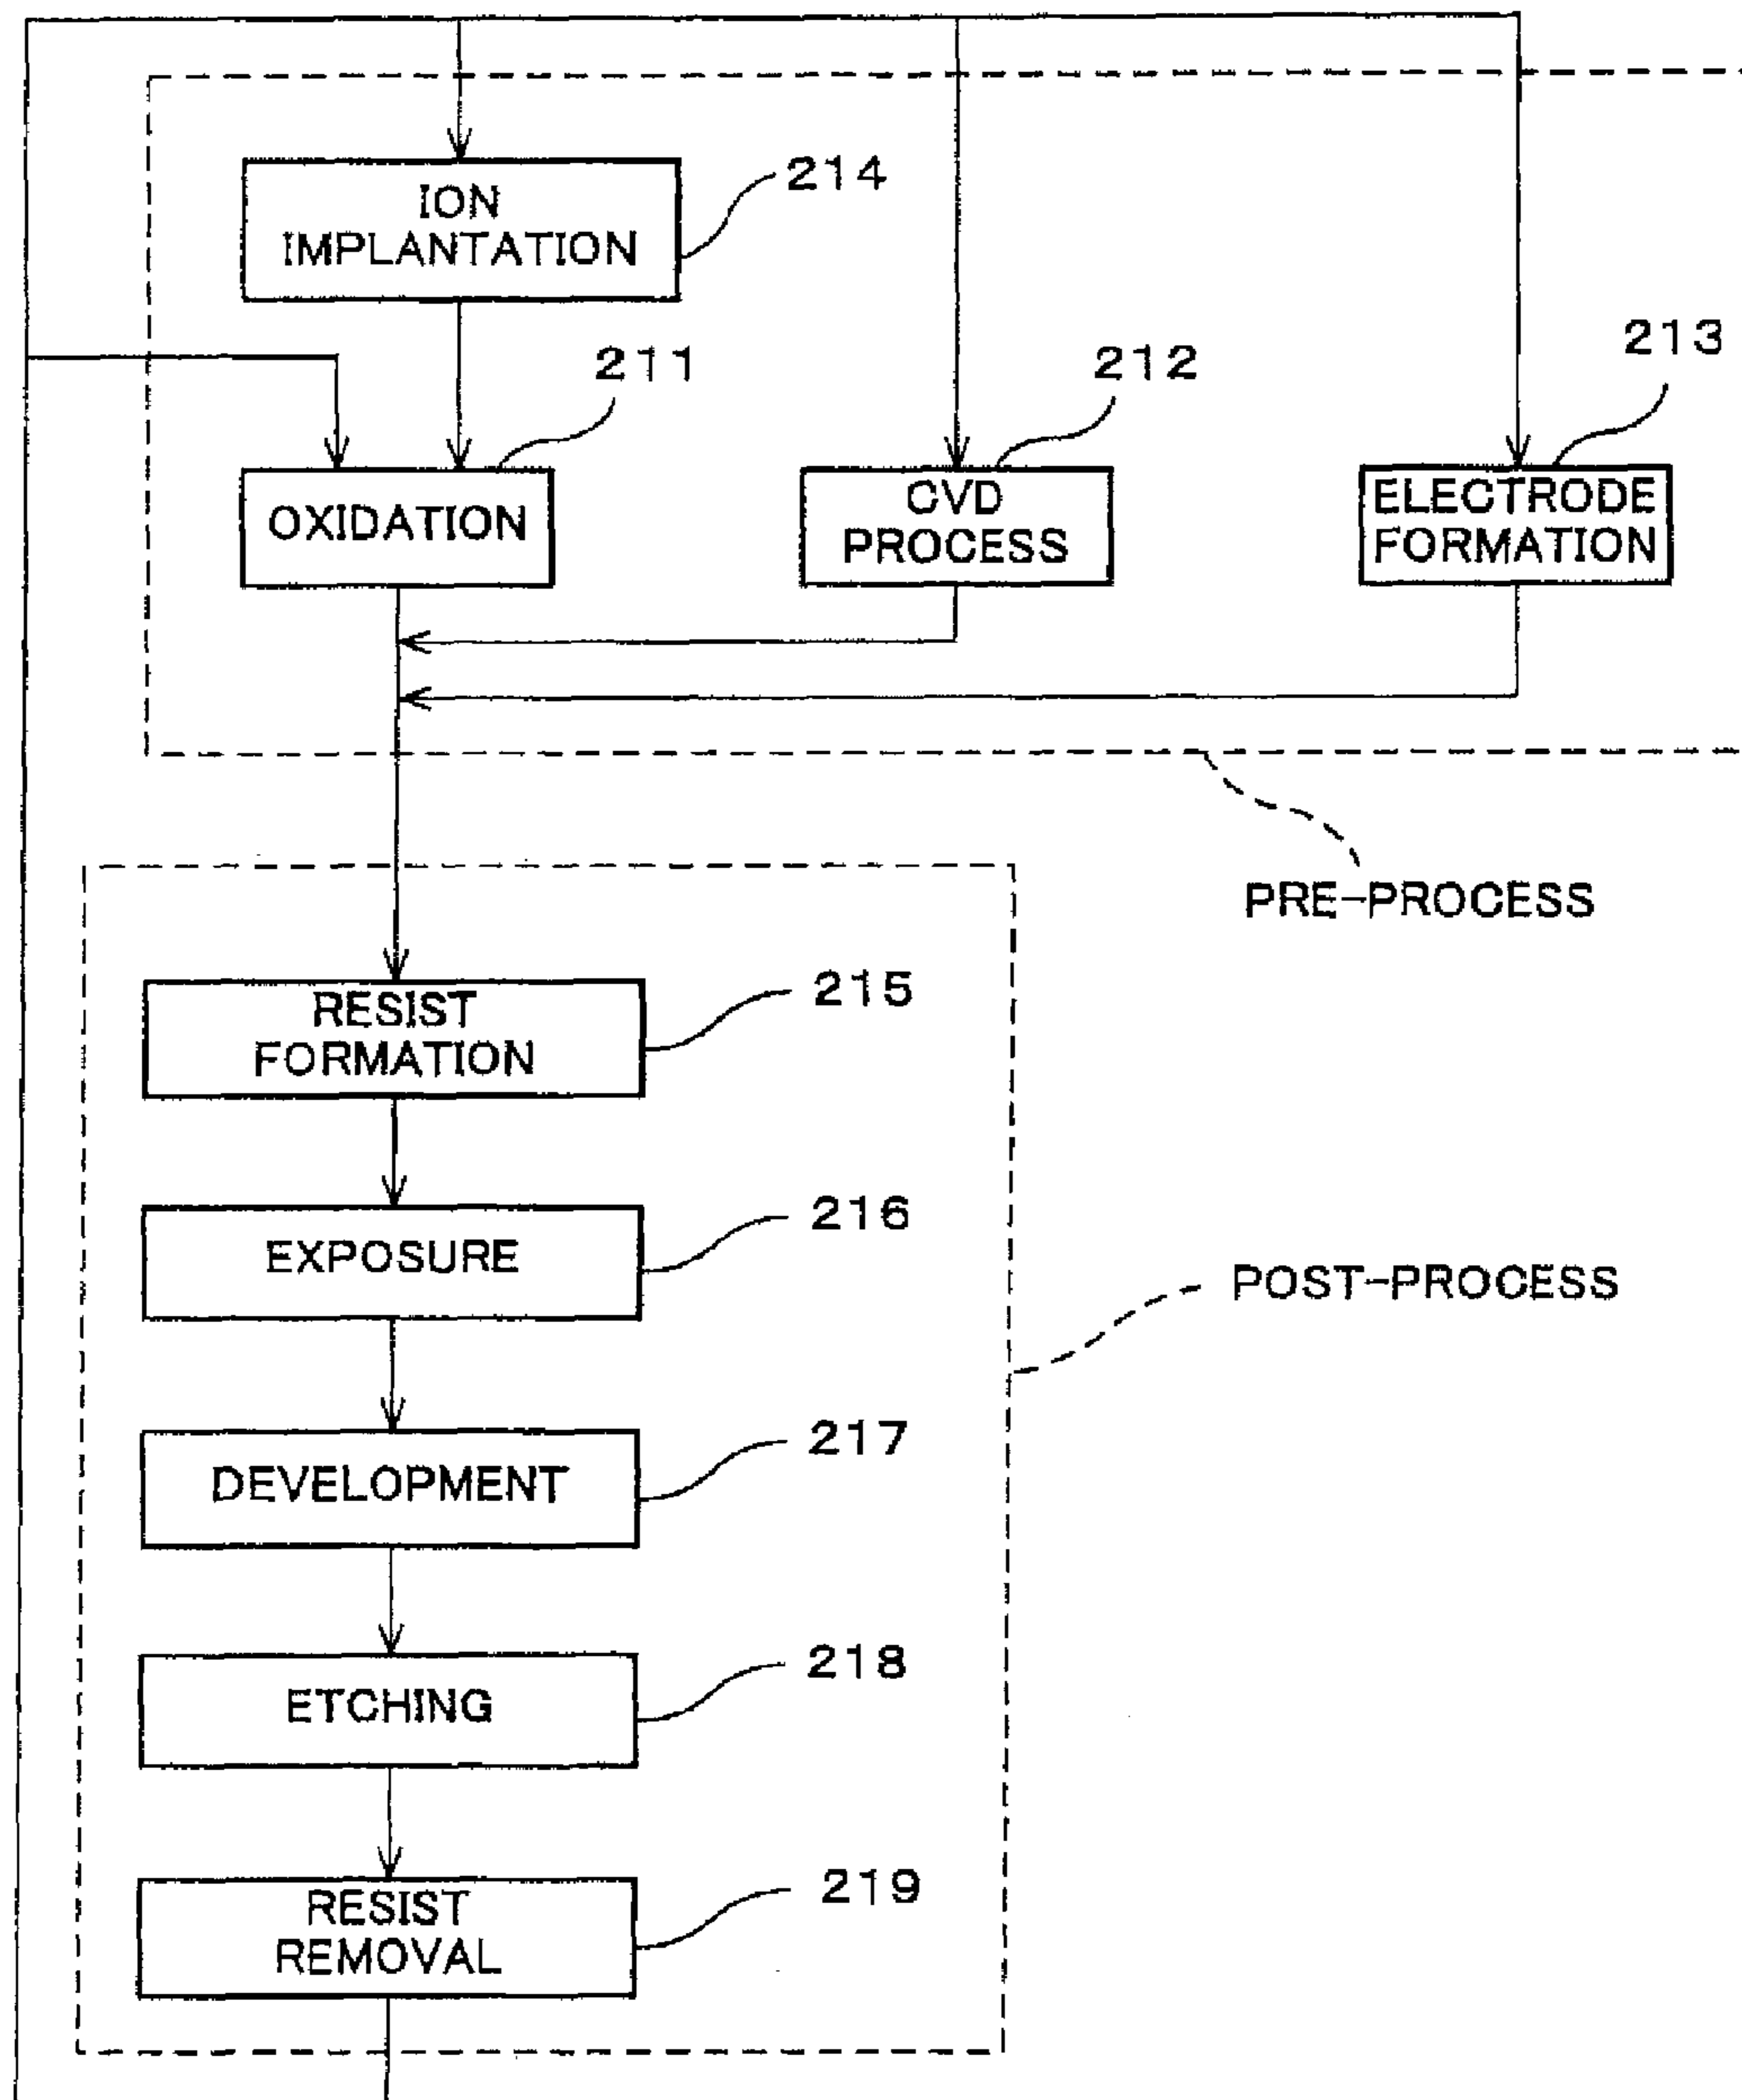 ION
IMPLANTATION
214
211
212
213
OXIDATION
CVD
PROCESS
ELECTRODE
FORMATION
PRE-PROCESS
RESIST
FORMATION
215
EXPOSURE
216
POST-PROCESS
DEVELOPMENT
217
ETCHING
218
RESIST
REMOVAL
219